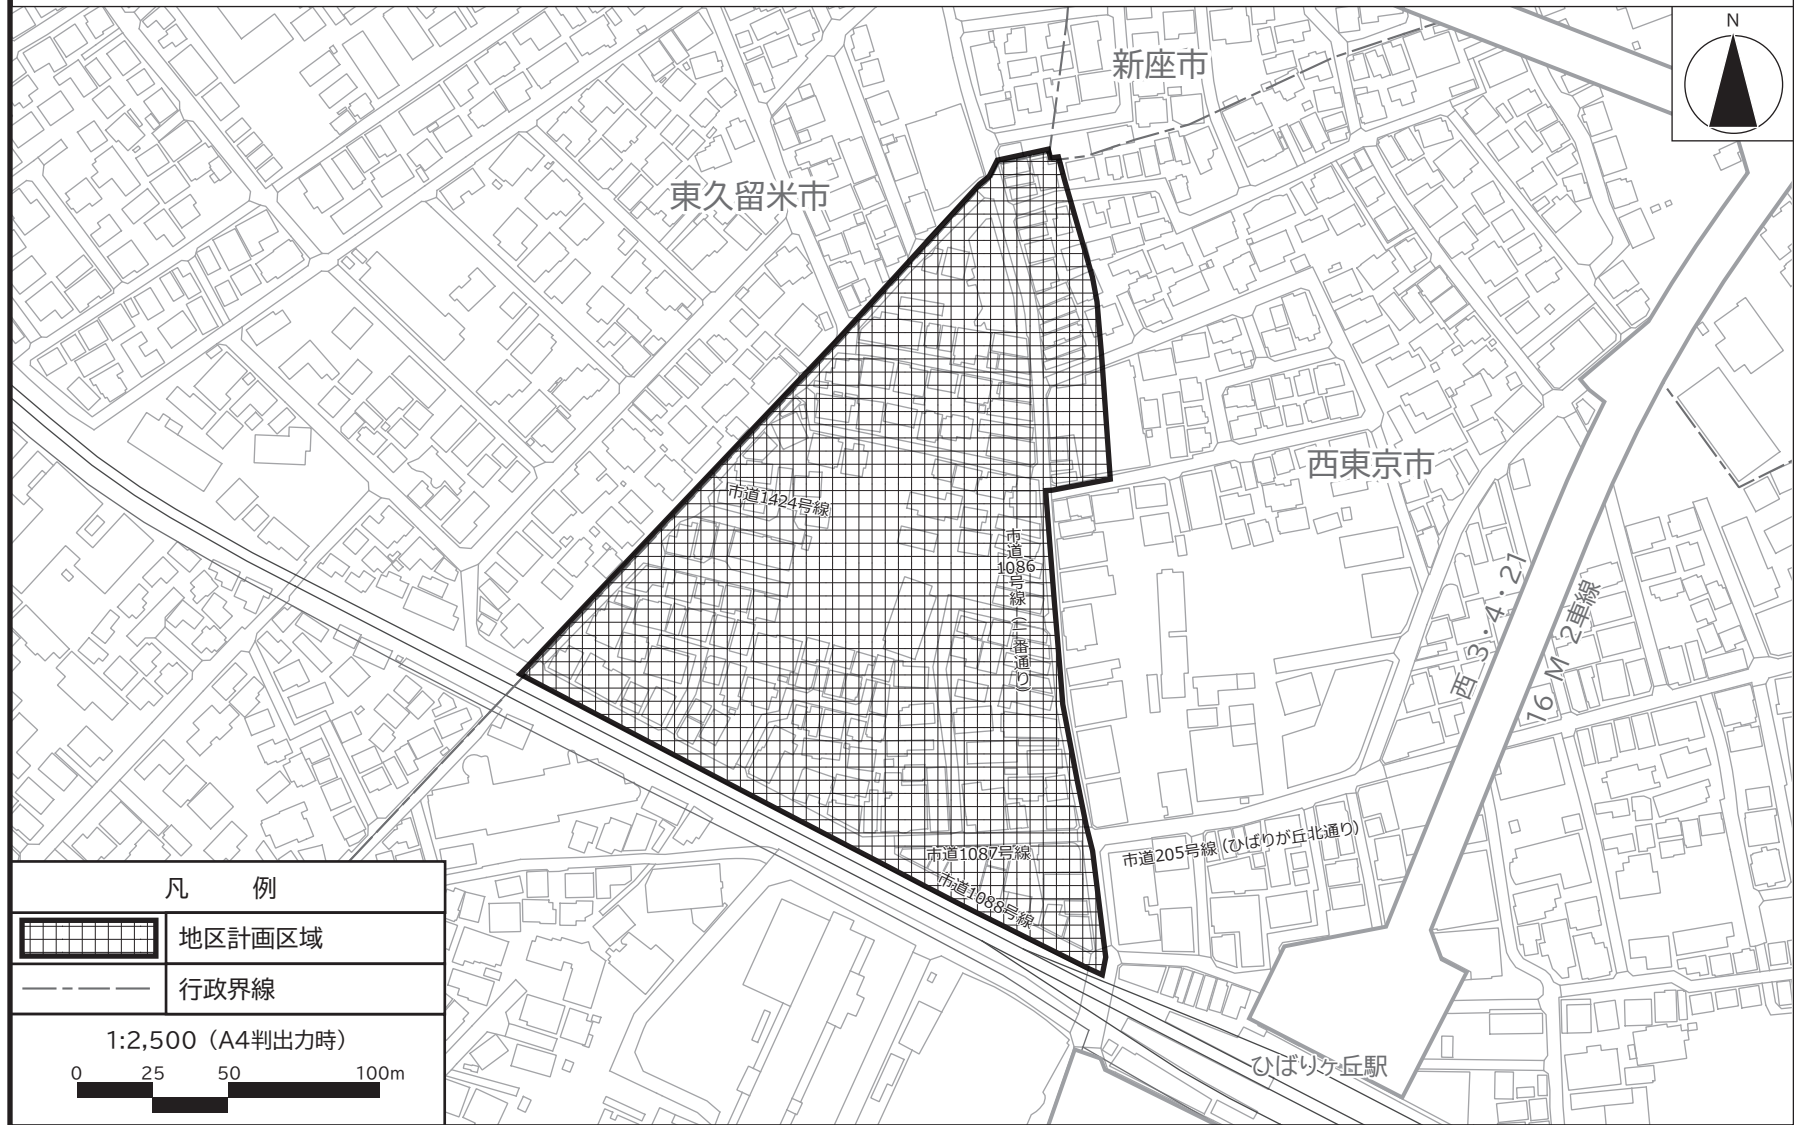 N
新座市
東久留米市
西東京市
市道1424号線
市道1086号線(一番通り)
西 3・4・21
16 M 2車線
市道205号線(ひばりが丘北通り)
市道1087号線
市道1088号線
ひばりヶ丘駅
凡 例
地区計画区域
行政界線
1:2,500(A4判出力時)
0 25 50 100m